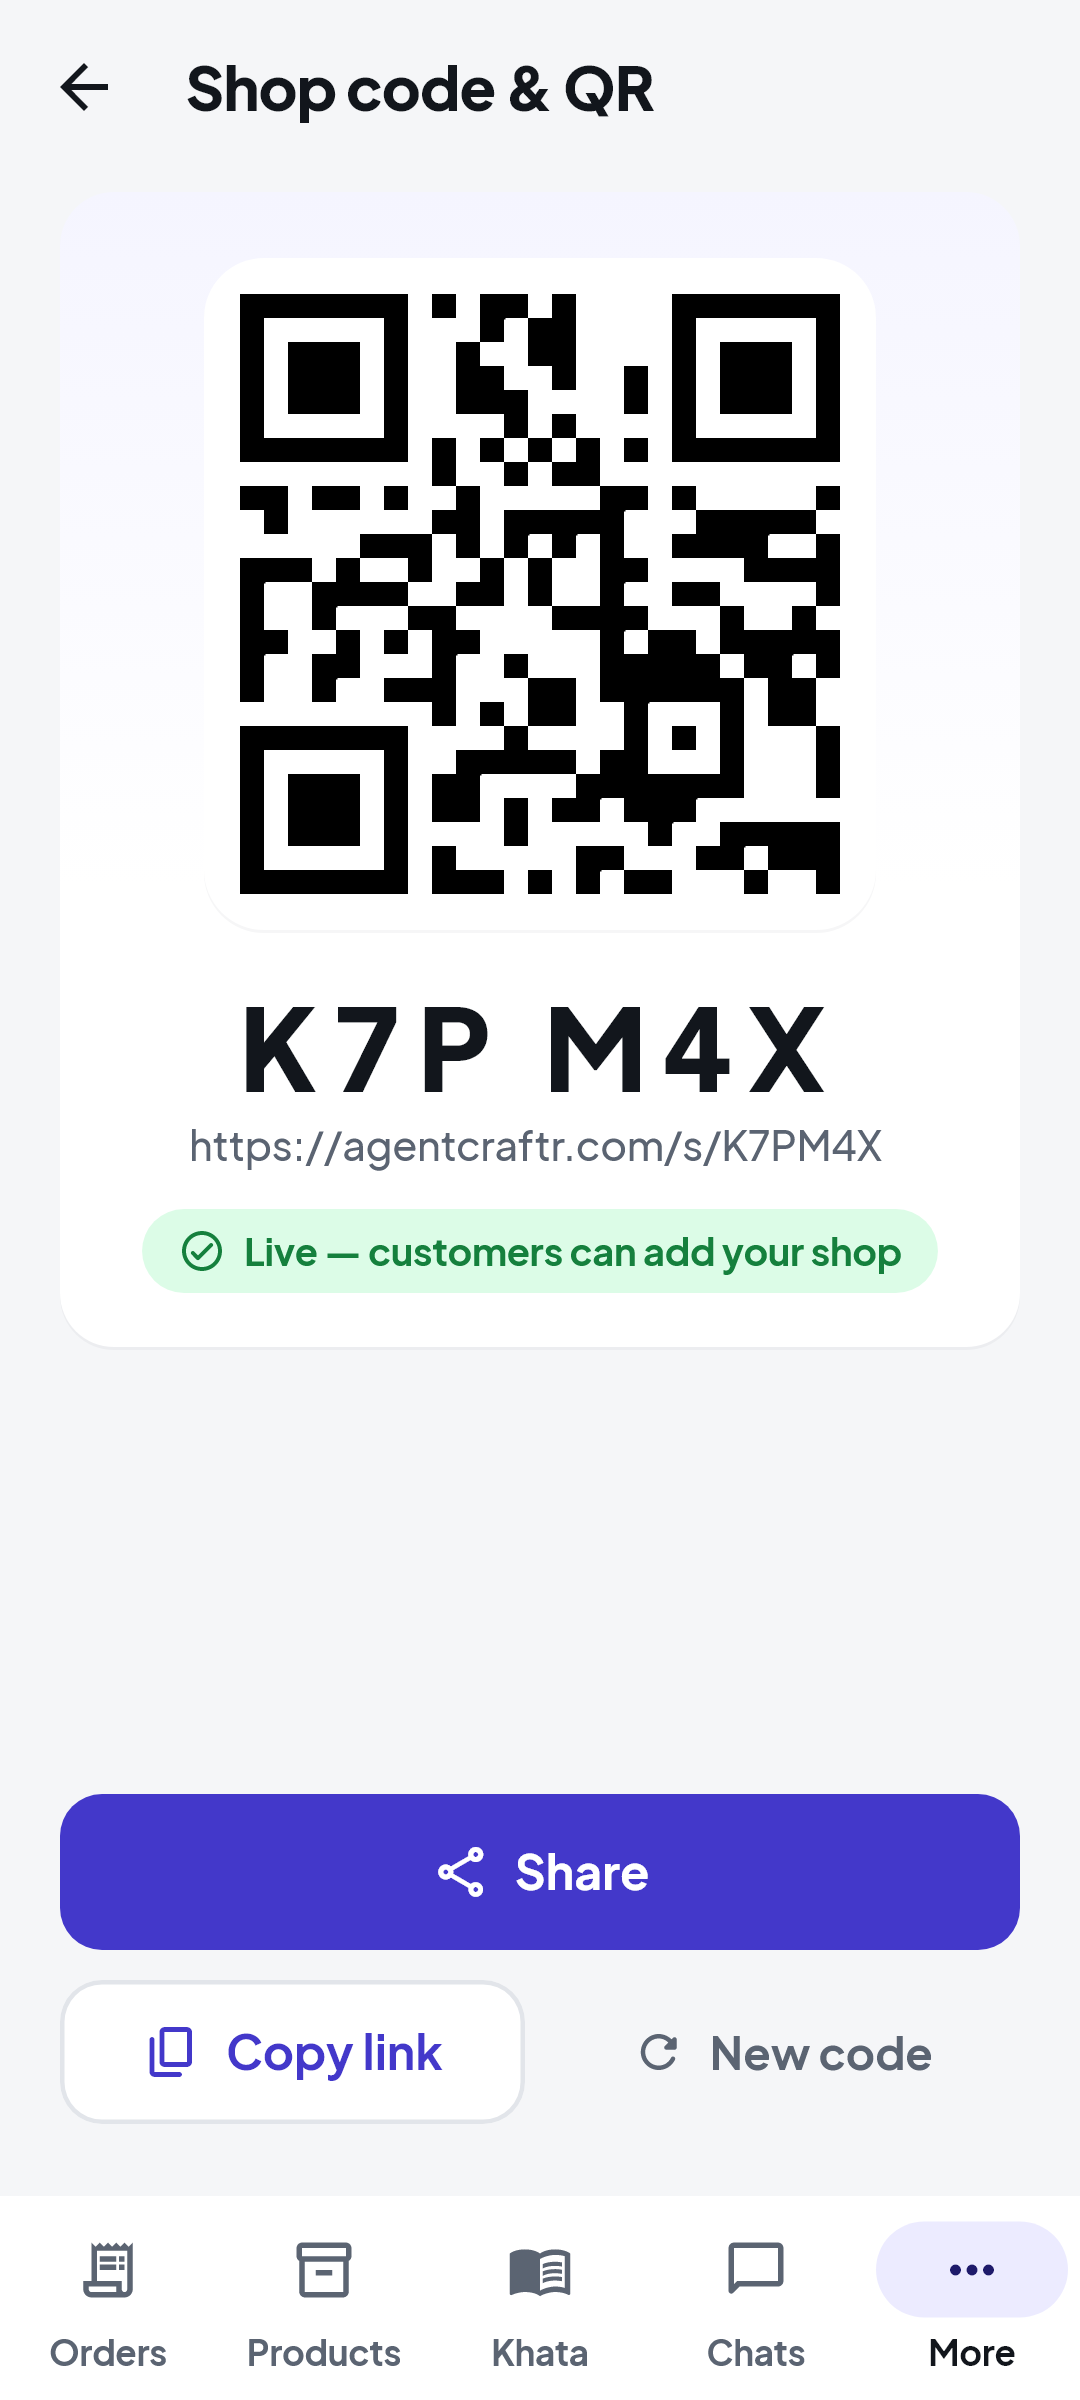 Shop code & QR
K7P M4X
https://agentcraftr.com/s/K7PM4X
Live — customers can add your shop
Share
Copy link
New code
Orders
Products
Khata
Chats
More